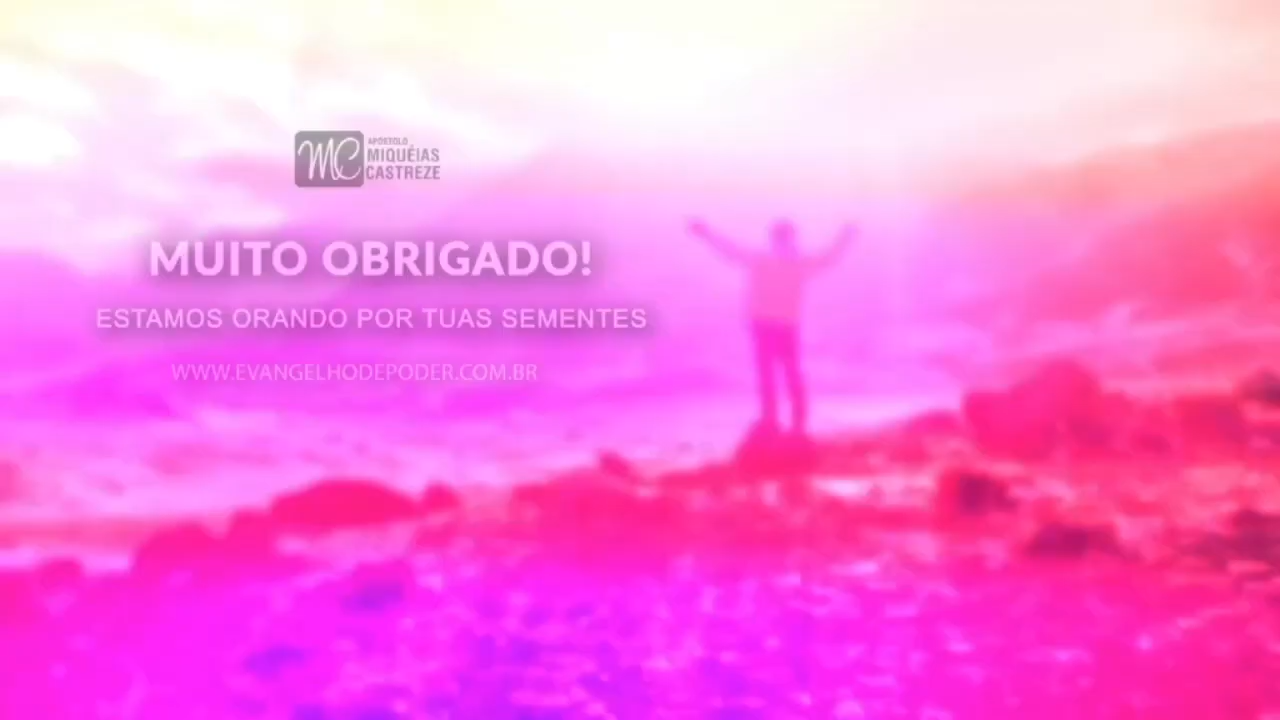 MC
APÓSTOLO
MIQUÉIAS
CASTREZE
MUITO OBRIGADO!
ESTAMOS ORANDO POR TUAS SEMENTES
WWW.EVANGELHODEPODER.COM.BR